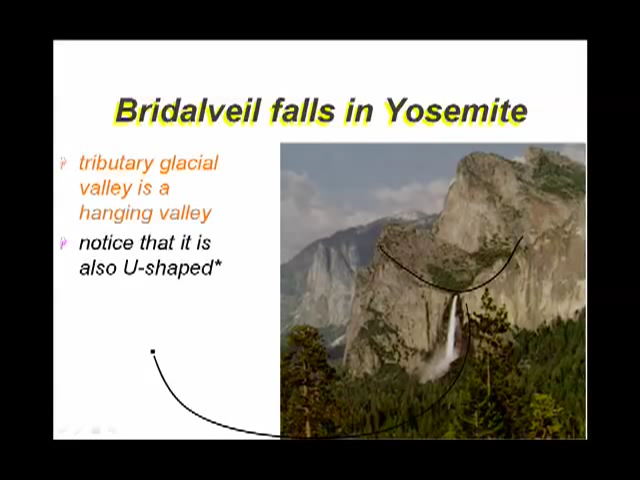 Bridalveil falls in Yosemite
tributary glacial
valley is a
hanging valley
notice that it is
also U-shaped*